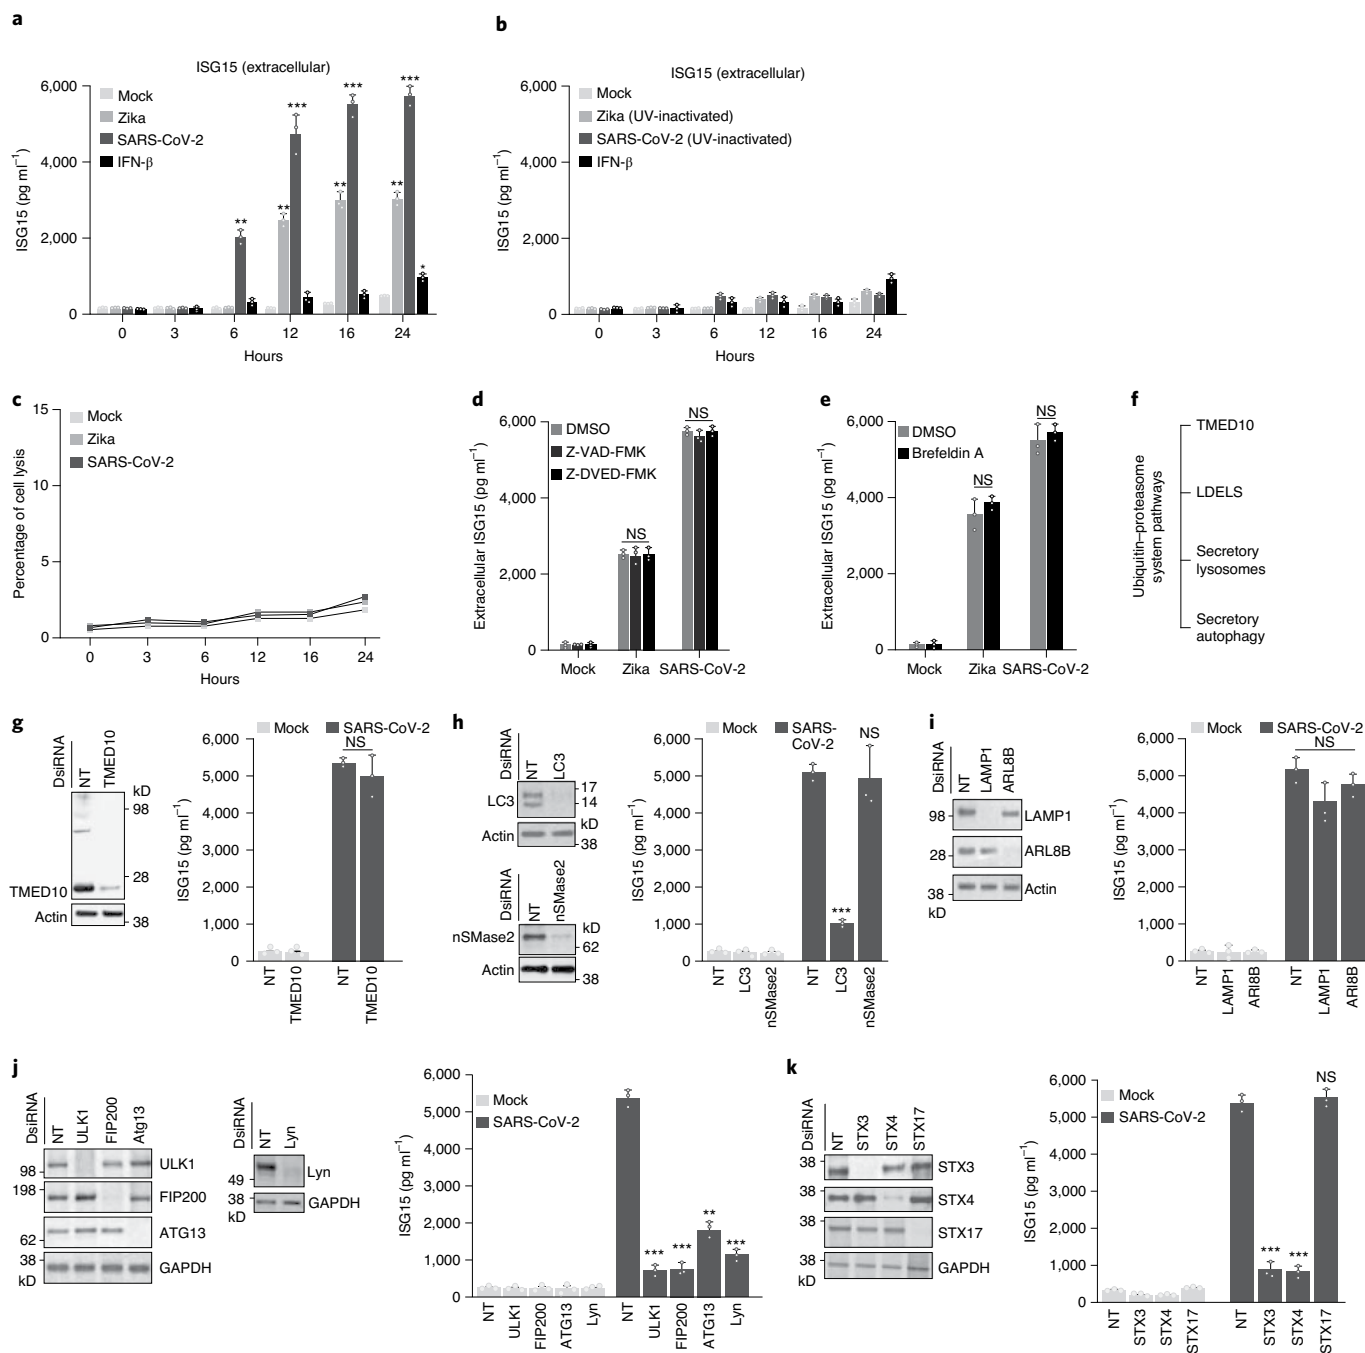 a
ISG15 (extracellular)
ISG15 (pg ml–1)
6,000
4,000
2,000
0
Mock
Zika
SARS-CoV-2
IFN-β
**
**
***
**
***
**
***
*
0 3 6 12 16 24
Hours
b
ISG15 (extracellular)
ISG15 (pg ml–1)
6,000
4,000
2,000
0
Mock
Zika (UV-inactivated)
SARS-CoV-2 (UV-inactivated)
IFN-β
0 3 6 12 16 24
Hours
c
Percentage of cell lysis
15
10
5
0
Mock
Zika
SARS-CoV-2
0 3 6 12 16 24
Hours
d
Extracellular ISG15 (pg ml–1)
6,000
4,000
2,000
0
DMSO
Z-VAD-FMK
Z-DVED-FMK
NS
NS
Mock Zika SARS-CoV-2
e
Extracellular ISG15 (pg ml–1)
6,000
4,000
2,000
0
DMSO
Brefeldin A
NS
NS
Mock Zika SARS-CoV-2
f
Ubiquitin–proteasome
system pathways
TMED10
LDELS
Secretory
lysosomes
Secretory
autophagy
g
DsiRNA
NT
TMED10
kD
98
28
TMED10
Actin
38
Mock
SARS-CoV-2
NS
ISG15 (pg ml–1)
6,000
5,000
4,000
3,000
2,000
1,000
0
NT
TMED10
NT
TMED10
h
DsiRNA
NT
LC3
17
14
LC3
kD
Actin
38
DsiRNA
NT
nSMase2
kD
nSMase2
62
Actin
38
Mock
SARS-
CoV-2
NS
***
ISG15 (pg ml–1)
6,000
5,000
4,000
3,000
2,000
1,000
0
NT
LC3
nSMase2
NT
LC3
nSMase2
i
DsiRNA
NT
LAMP1
ARL8B
98
LAMP1
28
ARL8B
38
Actin
kD
Mock
SARS-CoV-2
NS
ISG15 (pg ml–1)
6,000
5,000
4,000
3,000
2,000
1,000
0
NT
LAMP1
ARl8B
NT
LAMP1
ARl8B
j
DsiRNA
NT
ULK1
FIP200
Atg13
98
ULK1
198
FIP200
62
ATG13
38
GAPDH
kD
DsiRNA
NT
Lyn
49
Lyn
38
GAPDH
kD
Mock
SARS-CoV-2
ISG15 (pg ml–1)
6,000
5,000
4,000
3,000
2,000
1,000
0
***
***
**
***
NT
ULK1
FIP200
ATG13
Lyn
NT
ULK1
FIP200
ATG13
Lyn
k
DsiRNA
NT
STX3
STX4
STX17
38
STX3
38
STX4
38
STX17
38
GAPDH
kD
Mock
SARS-CoV-2
NS
ISG15 (pg ml–1)
6,000
5,000
4,000
3,000
2,000
1,000
0
***
***
NT
STX3
STX4
STX17
NT
STX3
STX4
STX17